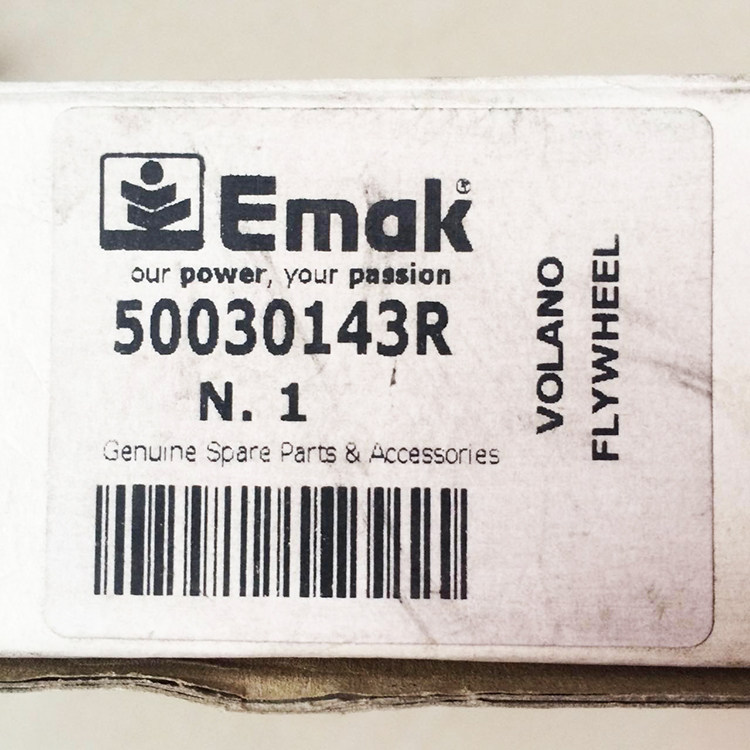 Emak®
our power, your passion
50030143R
N. 1
Genuine Spare Parts & Accessories
VOLANO
FLYWHEEL